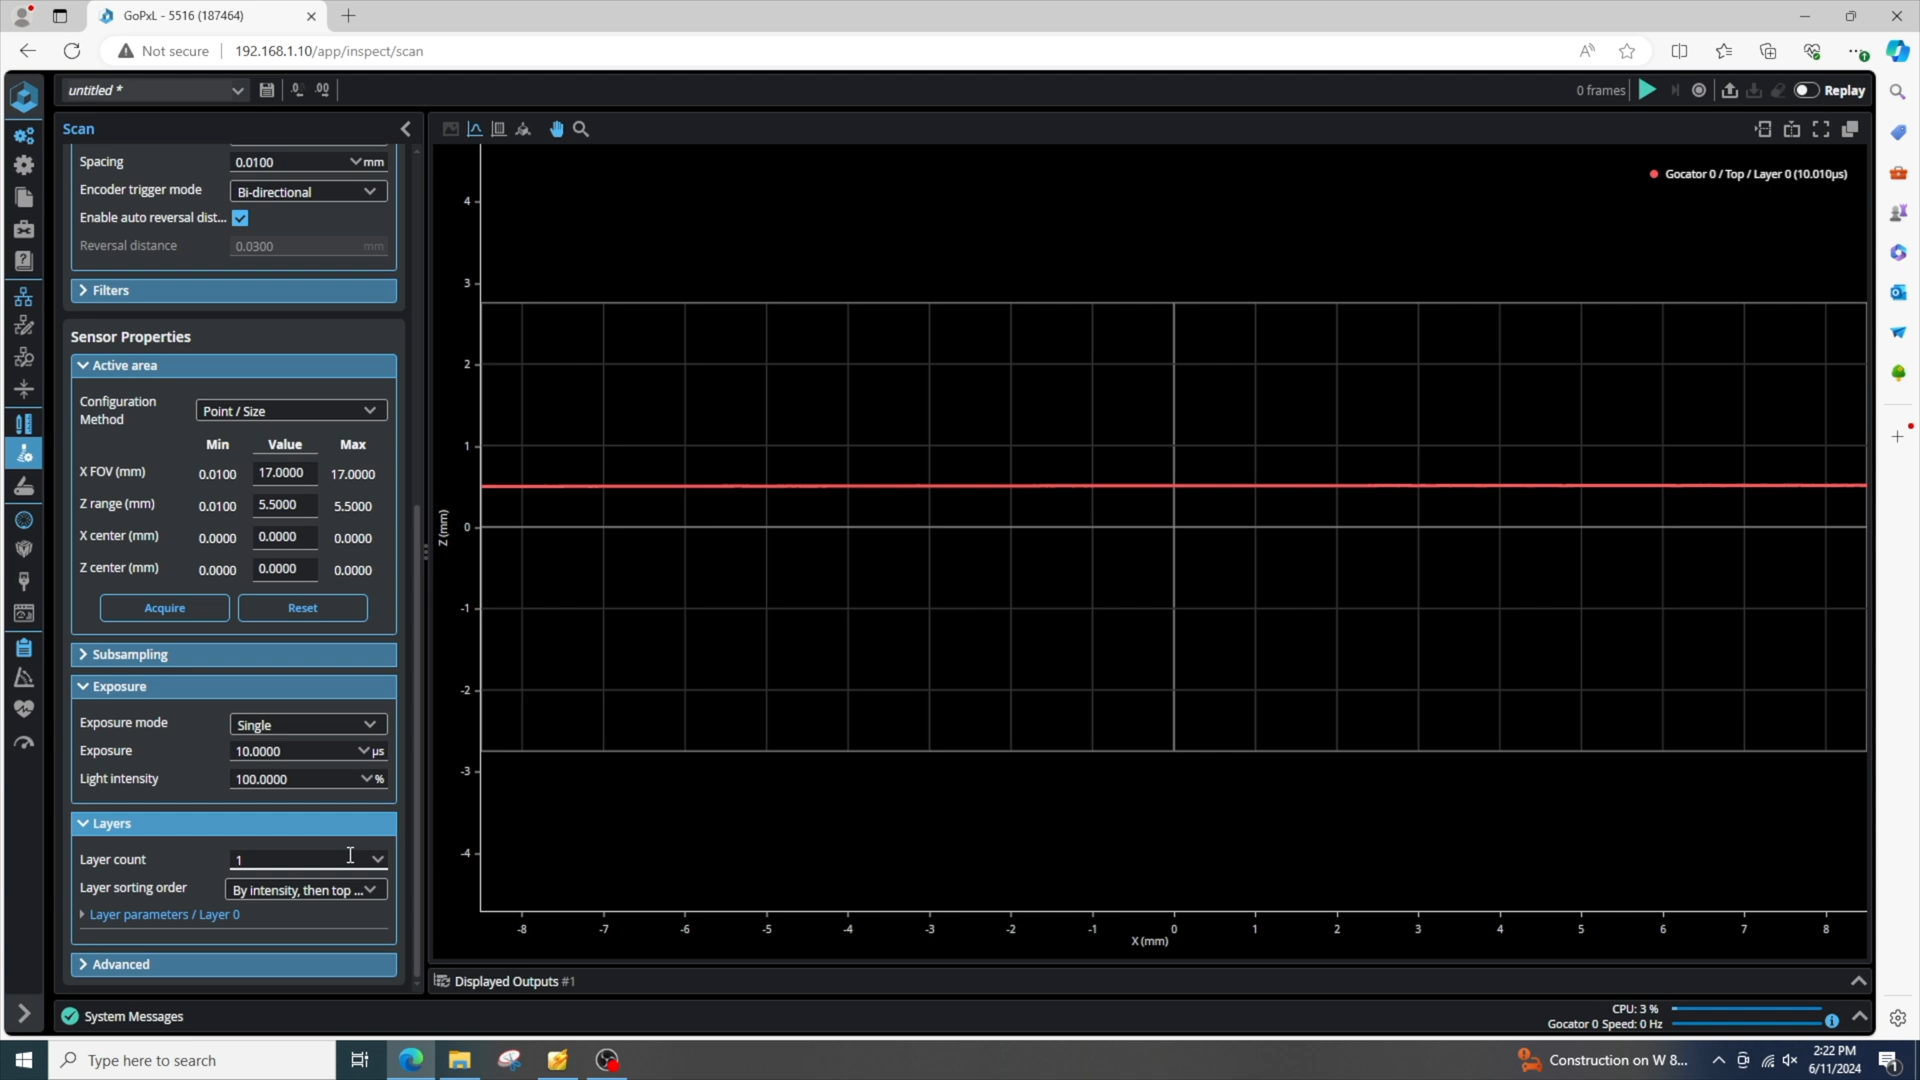 GoPxL - 5516 (187464)
Not secure
192.168.1.10/app/inspect/scan
untitled *
0 frames
Replay
Scan
Spacing 0.0100 mm
Encoder trigger mode Bi-directional
Enable auto reversal dist...
Reversal distance 0.0300 mm
Filters
Sensor Properties
Active area
Configuration Method Point / Size
Min Value Max
X FOV (mm) 0.0100 17.0000 17.0000
Z range (mm) 0.0100 5.5000 5.5000
X center (mm) 0.0000 0.0000 0.0000
Z center (mm) 0.0000 0.0000 0.0000
Acquire Reset
Subsampling
Exposure
Exposure mode Single
Exposure 10.0000 µs
Light intensity 100.0000 %
Layers
Layer count 1
Layer sorting order By intensity, then top ...
Layer parameters / Layer 0
Advanced
Gocator 0 / Top / Layer 0 (10.010µs)
4
3
2
1
0
-1
-2
-3
-4
Z (mm)
-8 -7 -6 -5 -4 -3 -2 -1 0 1 2 3 4 5 6 7 8
X (mm)
Displayed Outputs #1
System Messages
CPU: 3 %
Gocator 0 Speed: 0 Hz
Type here to search
Construction on W 8...
2:22 PM
6/11/2024